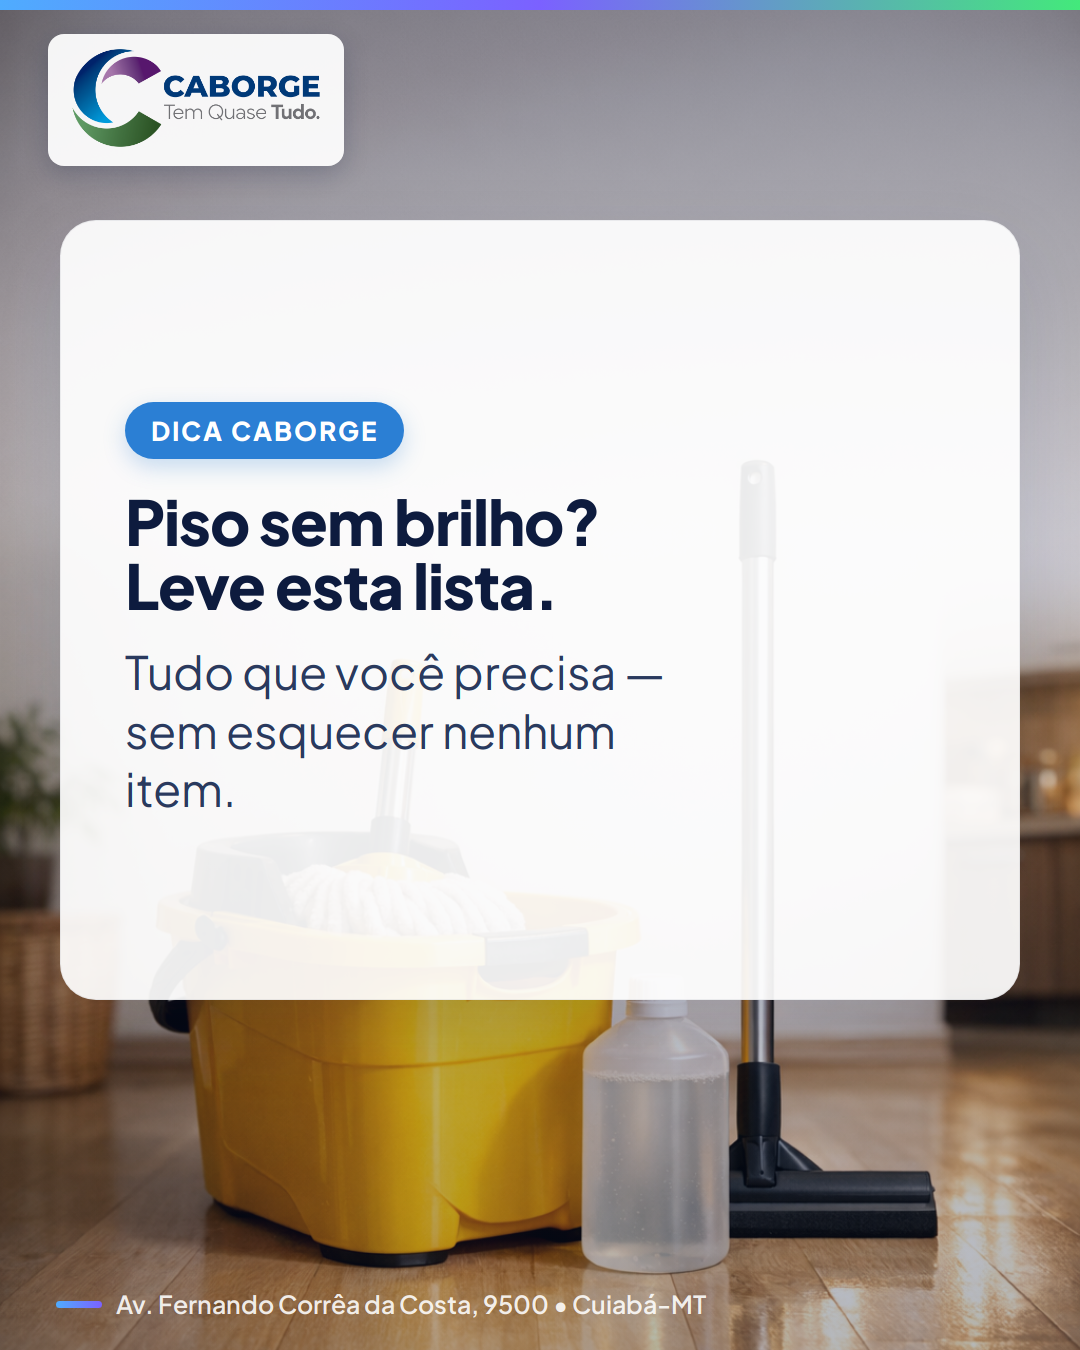 CABORGE
Tem Quase Tudo.
DICA CABORGE
Piso sem brilho?
Leve esta lista.
Tudo que você precisa —
sem esquecer nenhum
item.
Av. Fernando Corrêa da Costa, 9500 • Cuiabá-MT